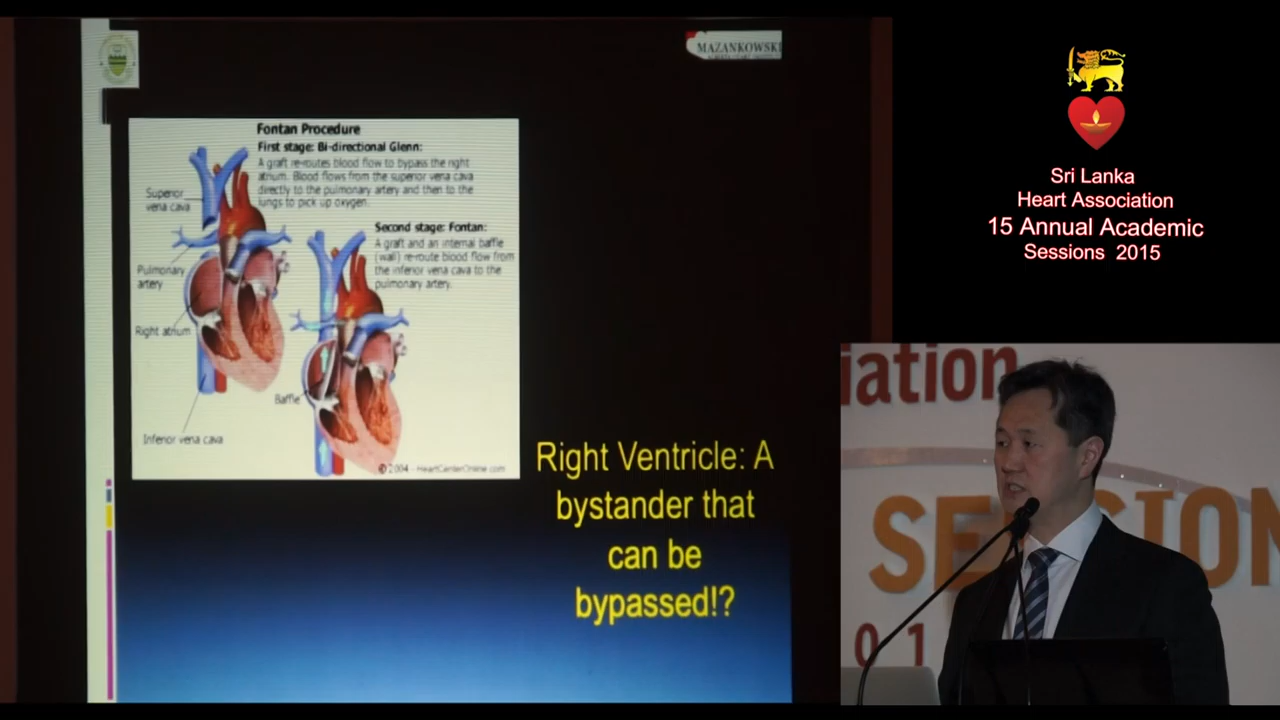 MAZANKOWSKI
Fontan Procedure
First stage: Bi-directional Glenn:
A graft re-routes blood flow to bypass the right
atrium. Blood flows from the superior vena cava
directly to the pulmonary artery and then to the
lungs to pick up oxygen.
Superior
vena cava
Second stage: Fontan:
A graft and an internal baffle
(wall) re-route blood flow from
the inferior vena cava to the
pulmonary artery.
Pulmonary
artery
Right atrium
Baffle
Inferior vena cava
© 2004 - HeartCenterOnline.com
Right Ventricle: A
bystander that
can be
bypassed!?
Sri Lanka
Heart Association
15 Annual Academic
Sessions 2015
iation
SESSION
0 1